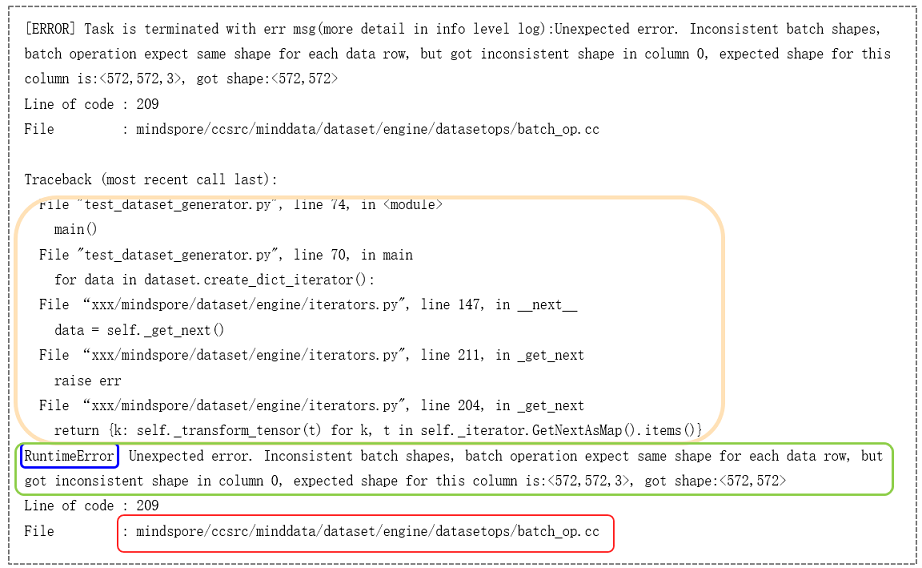 [ERROR] Task is terminated with err msg(more detail in info level log):Unexpected error. Inconsistent batch shapes,
batch operation expect same shape for each data row, but got inconsistent shape in column 0, expected shape for this
column is:<572,572,3>, got shape:<572,572>
Line of code : 209
File         : mindspore/ccsrc/minddata/dataset/engine/datasetops/batch_op.cc

Traceback (most recent call last):
  File "test_dataset_generator.py", line 74, in <module>
    main()
  File "test_dataset_generator.py", line 70, in main
    for data in dataset.create_dict_iterator():
  File “xxx/mindspore/dataset/engine/iterators.py", line 147, in __next__
    data = self._get_next()
  File “xxx/mindspore/dataset/engine/iterators.py", line 211, in _get_next
    raise err
  File “xxx/mindspore/dataset/engine/iterators.py", line 204, in _get_next
    return {k: self._transform_tensor(t) for k, t in self._iterator.GetNextAsMap().items()}
RuntimeError Unexpected error. Inconsistent batch shapes, batch operation expect same shape for each data row, but
got inconsistent shape in column 0, expected shape for this column is:<572,572,3>, got shape:<572,572>
Line of code : 209
File         : mindspore/ccsrc/minddata/dataset/engine/datasetops/batch_op.cc